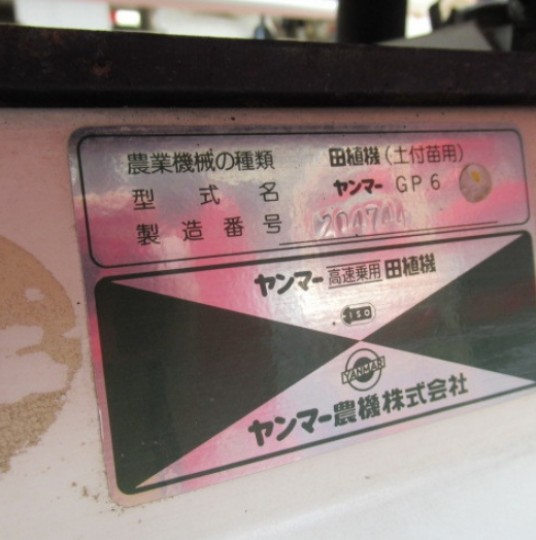 農業機械の種類 田植機(土付苗用)
型式名 ヤンマー GP6
製造番号 204744
ヤンマー高速乗用田植機
ISO
YANMAR
ヤンマー農機株式会社